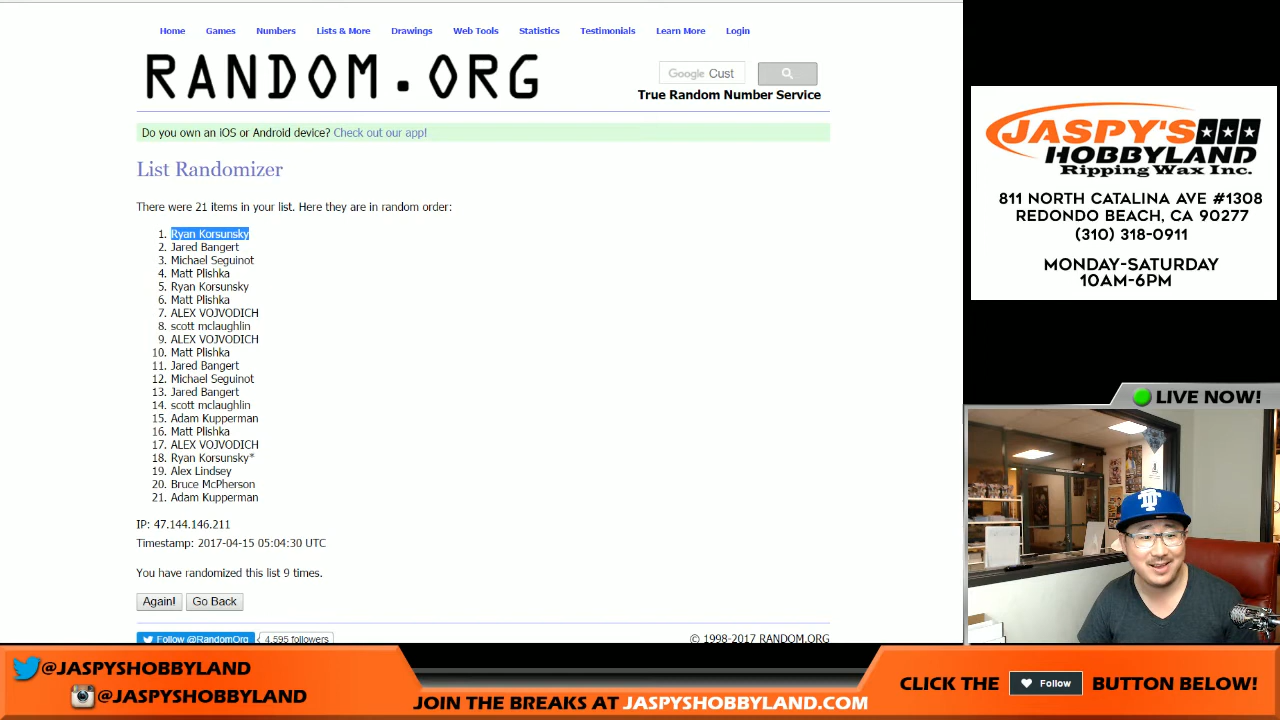 Home Games Numbers Lists & More Drawings Web Tools Statistics Testimonials Learn More Login
RANDOM.ORG
Google Cust
True Random Number Service
Do you own an iOS or Android device? Check out our app!
List Randomizer
There were 21 items in your list. Here they are in random order:
1. Ryan Korsunsky
2. Jared Bangert
3. Michael Seguinot
4. Matt Plishka
5. Ryan Korsunsky
6. Matt Plishka
7. ALEX VOJVODICH
8. scott mclaughlin
9. ALEX VOJVODICH
10. Matt Plishka
11. Jared Bangert
12. Michael Seguinot
13. Jared Bangert
14. scott mclaughlin
15. Adam Kupperman
16. Matt Plishka
17. ALEX VOJVODICH
18. Ryan Korsunsky*
19. Alex Lindsey
20. Bruce McPherson
21. Adam Kupperman
IP: 47.144.146.211
Timestamp: 2017-04-15 05:04:30 UTC
You have randomized this list 9 times.
Again! Go Back
Follow @RandomOrg 4,595 followers
© 1998-2017 RANDOM.ORG
JASPY'S
HOBBYLAND
Ripping Wax Inc.
811 NORTH CATALINA AVE #1308
REDONDO BEACH, CA 90277
(310) 318-0911
MONDAY-SATURDAY
10AM-6PM
LIVE NOW!
@JASPYSHOBBYLAND
@JASPYSHOBBYLAND
JOIN THE BREAKS AT JASPYSHOBBYLAND.COM
CLICK THE Follow BUTTON BELOW!